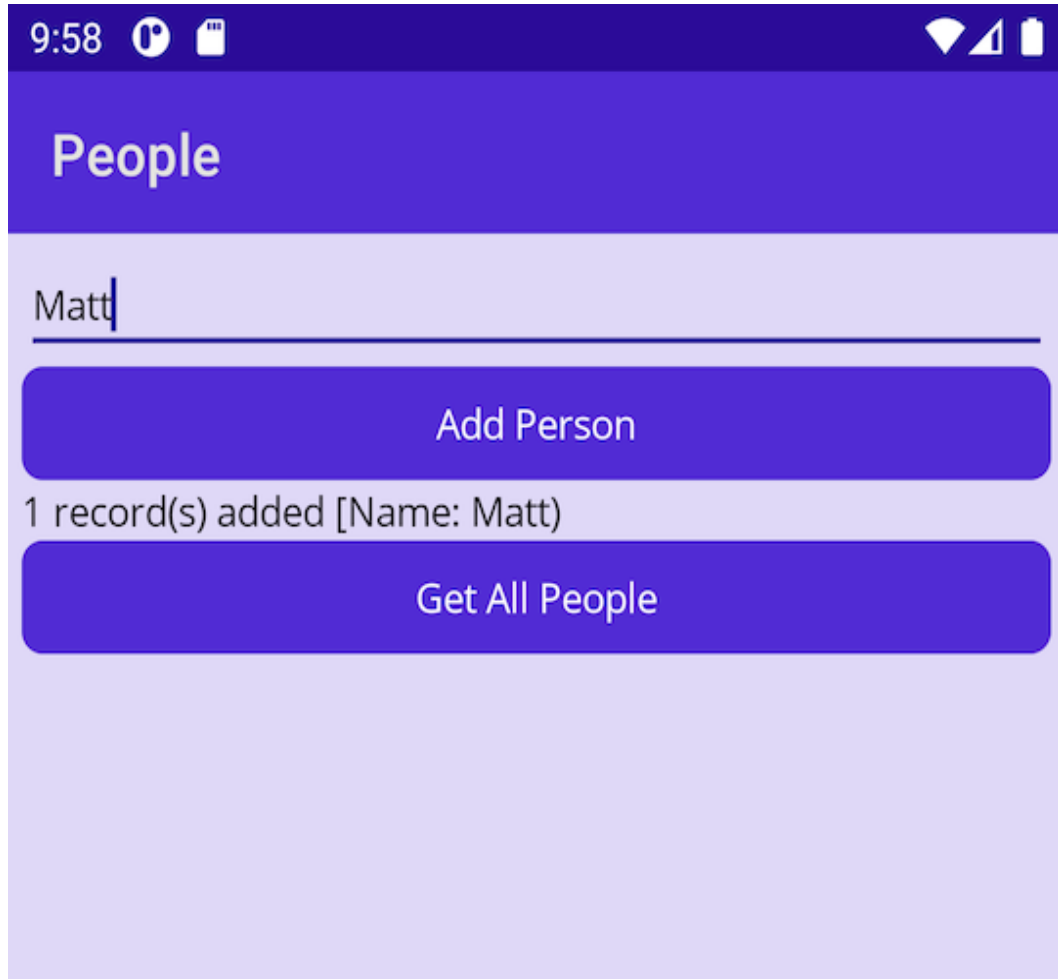 9:58
People
Matt
Add Person
1 record(s) added [Name: Matt)
Get All People